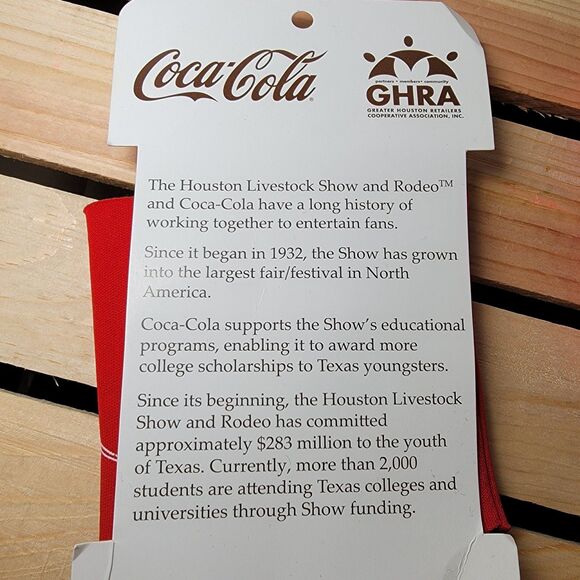 Coca-Cola®
partners • members • community
GHRA
GREATER HOUSTON RETAILERS
COOPERATIVE ASSOCIATION, INC.
The Houston Livestock Show and Rodeo™
and Coca-Cola have a long history of
working together to entertain fans.
Since it began in 1932, the Show has grown
into the largest fair/festival in North
America.
Coca-Cola supports the Show's educational
programs, enabling it to award more
college scholarships to Texas youngsters.
Since its beginning, the Houston Livestock
Show and Rodeo has committed
approximately $283 million to the youth
of Texas. Currently, more than 2,000
students are attending Texas colleges and
universities through Show funding.